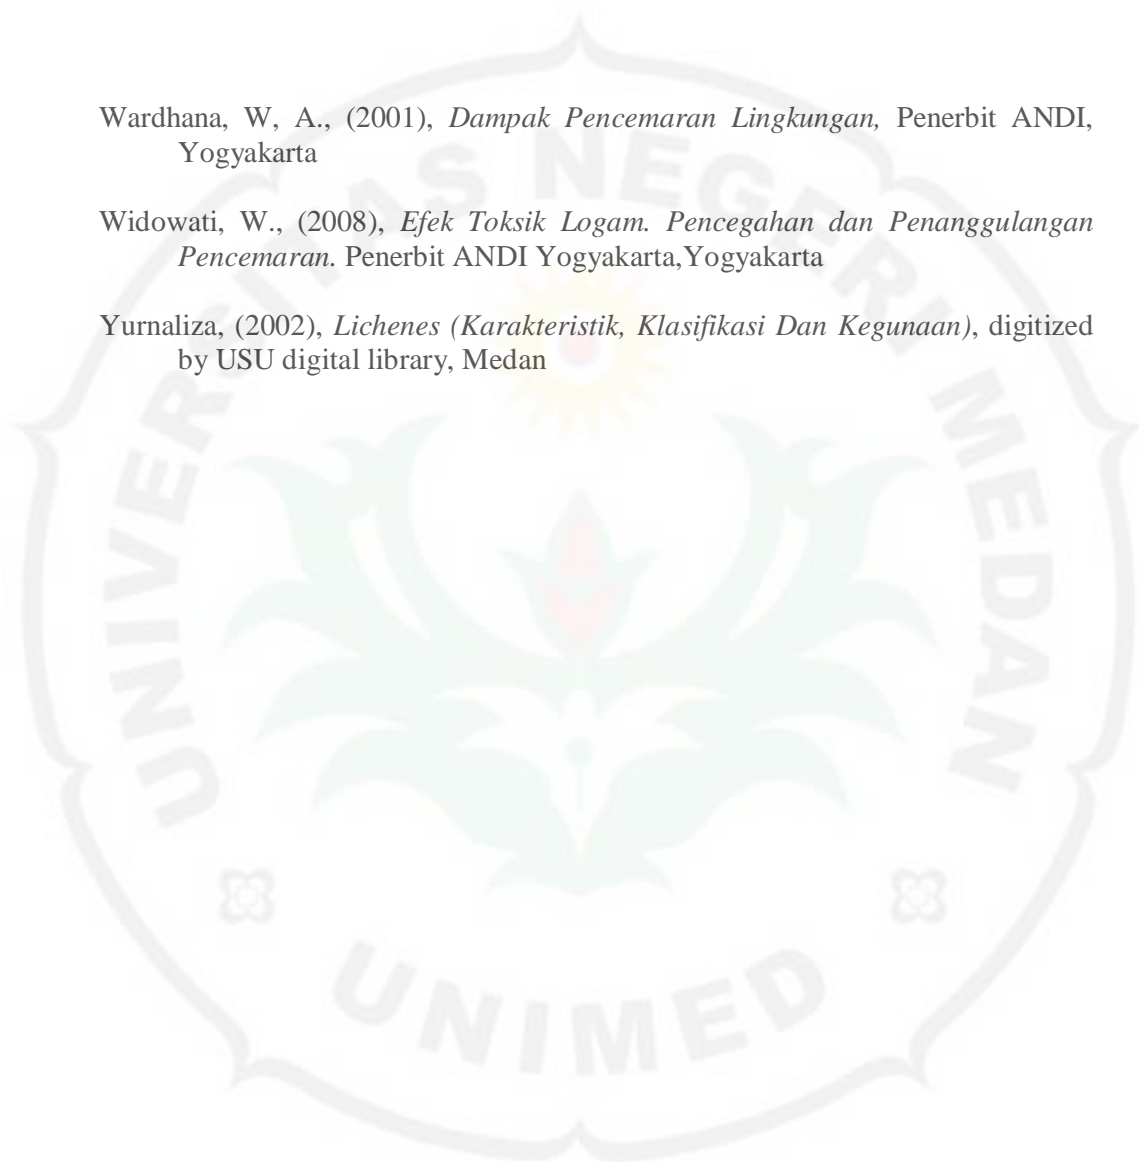 Wardhana, W, A., (2001), Dampak Pencemaran Lingkungan, Penerbit ANDI,
Yogyakarta
Widowati, W., (2008), Efek Toksik Logam. Pencegahan dan Penanggulangan
Pencemaran. Penerbit ANDI Yogyakarta,Yogyakarta
Yurnaliza, (2002), Lichenes (Karakteristik, Klasifikasi Dan Kegunaan), digitized
by USU digital library, Medan
UNIVERSITAS NEGERI MEDAN
UNIMED